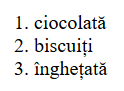 1. ciocolată
2. biscuiți
3. înghețată